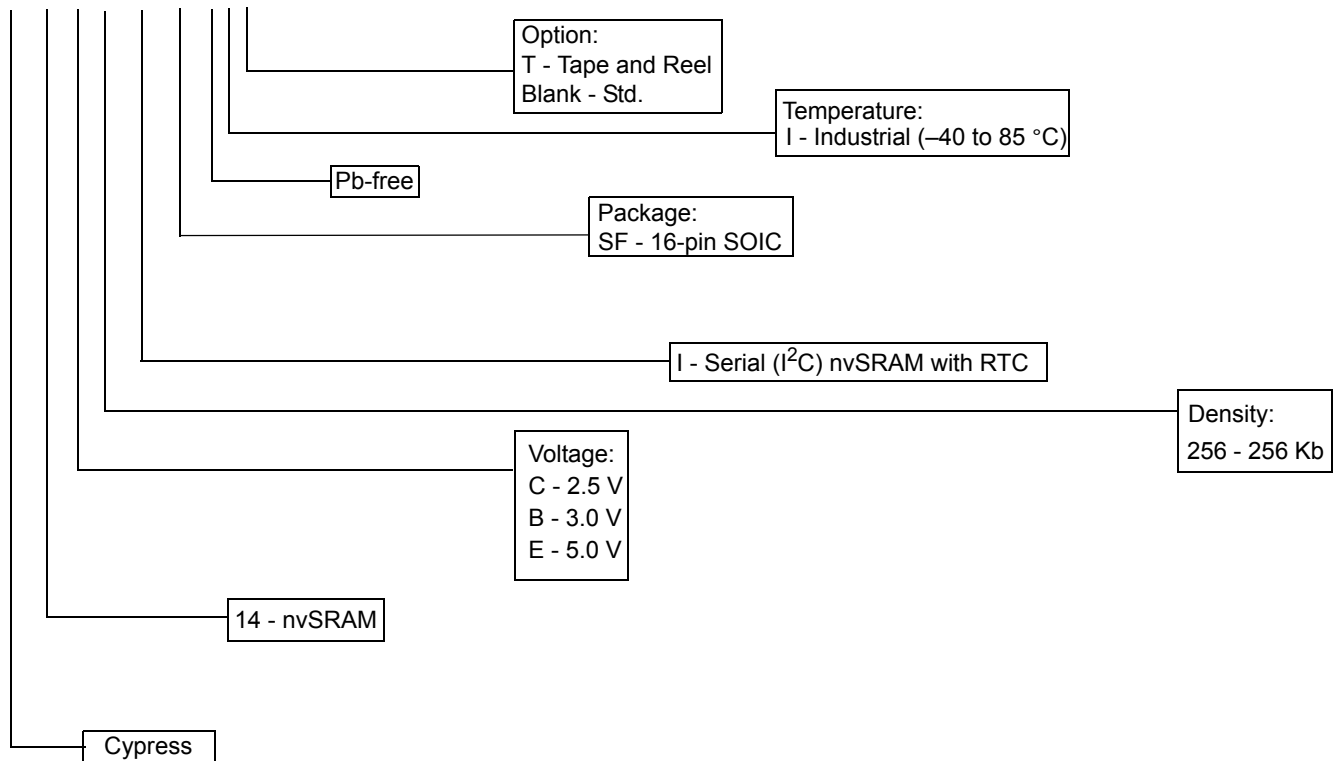 Option:
T - Tape and Reel
Blank - Std.
Temperature:
I - Industrial (–40 to 85 °C)
Pb-free
Package:
SF - 16-pin SOIC
I - Serial (I²C) nvSRAM with RTC
Density:
256 - 256 Kb
Voltage:
C - 2.5 V
B - 3.0 V
E - 5.0 V
14 - nvSRAM
Cypress